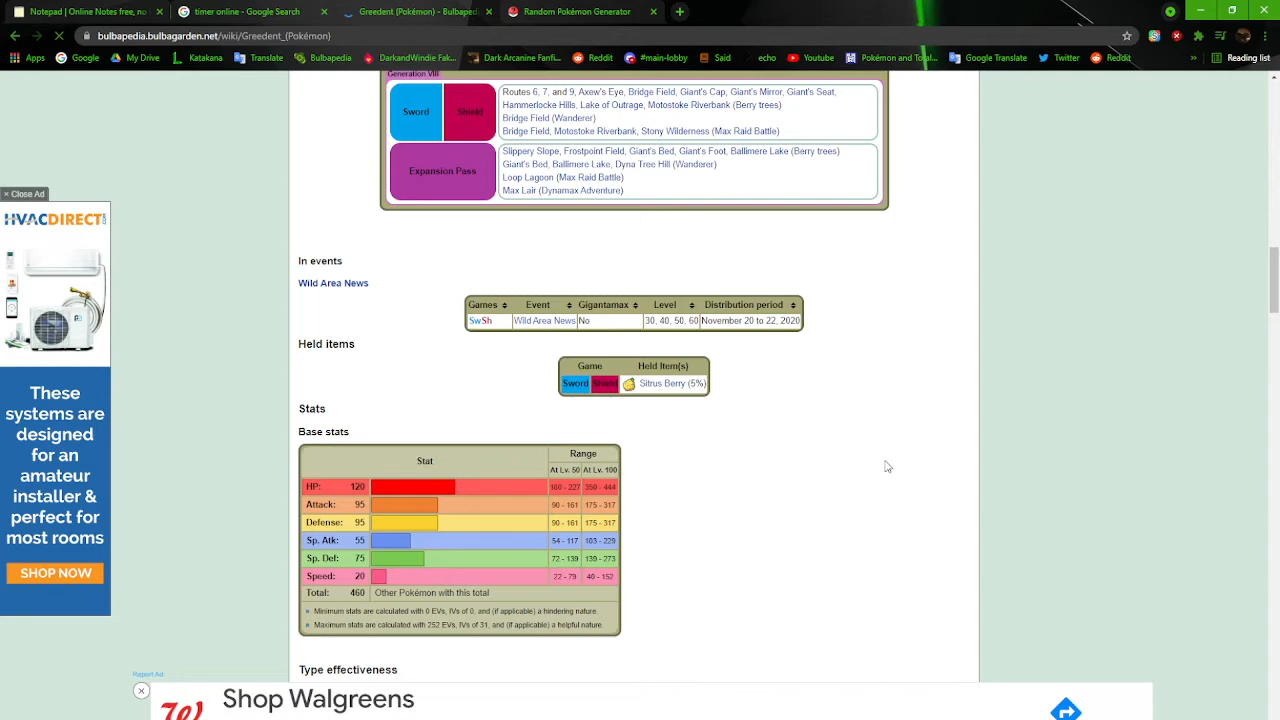 Notepad | Online Notes free, no
timer online - Google Search
Greedent (Pokémon) - Bulbaped
Random Pokémon Generator
bulbapedia.bulbagarden.net/wiki/Greedent_(Pokémon)
Apps Google My Drive Katakana Bulbapedia DarkandWindie Fak... Dark Arcanine Fanfi... Reddit #main-lobby Said echo Youtube Pokémon and Total... Google Translate Twitter Reddit » Reading list
Generation VIII
Sword Shield
Routes 6, 7, and 9, Axew's Eye, Bridge Field, Giant's Cap, Giant's Mirror, Giant's Seat,
Hammerlocke Hills, Lake of Outrage, Motostoke Riverbank (Berry trees)
Bridge Field (Wanderer)
Bridge Field, Motostoke Riverbank, Stony Wilderness (Max Raid Battle)
Expansion Pass
Slippery Slope, Frostpoint Field, Giant's Bed, Giant's Foot, Ballimere Lake (Berry trees)
Giant's Bed, Ballimere Lake, Dyna Tree Hill (Wanderer)
Loop Lagoon (Max Raid Battle)
Max Lair (Dynamax Adventure)
× Close Ad
HVACDIRECT.COM
These
systems are
designed
for an
amateur
installer &
perfect for
most rooms
SHOP NOW
In events
Wild Area News
Games Event Gigantamax Level Distribution period
SwSh Wild Area News No 30, 40, 50, 60 November 20 to 22, 2020
Held items
Game Held Item(s)
Sword Shield Sitrus Berry (5%)
Stats
Base stats
Stat Range
At Lv. 50 At Lv. 100
HP: 120 180 - 227 350 - 444
Attack: 95 90 - 161 175 - 317
Defense: 95 90 - 161 175 - 317
Sp. Atk: 55 54 - 117 103 - 229
Sp. Def: 75 72 - 139 139 - 273
Speed: 20 22 - 79 40 - 152
Total: 460 Other Pokémon with this total
Minimum stats are calculated with 0 EVs, IVs of 0, and (if applicable) a hindering nature.
Maximum stats are calculated with 252 EVs, IVs of 31, and (if applicable) a helpful nature.
Type effectiveness
Report Ad
Shop Walgreens